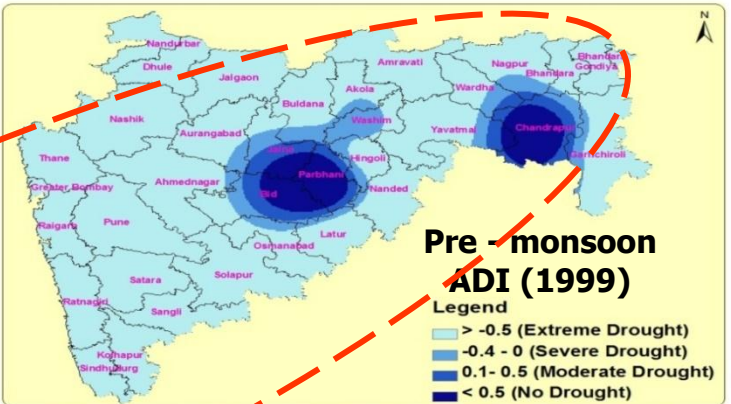 N
Nandurbar
Dhule
Jalgaon
Amravati
Nagpur
Bhandara
Bhandara
Gondiya
Akola
Wardha
Buldana
Nashik
Washim
Aurangabad
Yavatmal
Chandrapur
Jalna
Hingoli
Garhchiroli
Thane
Parbhani
Greater Bombay
Ahmednagar
Bid
Nanded
Raigarh
Pune
Latur
Osmanabad
Pre - monsoon
ADI (1999)
Satara
Solapur
Ratnagiri
Sangli
Kolhapur
Sindhudurg
Legend
> -0.5 (Extreme Drought)
-0.4 - 0 (Severe Drought)
0.1- 0.5 (Moderate Drought)
< 0.5 (No Drought)